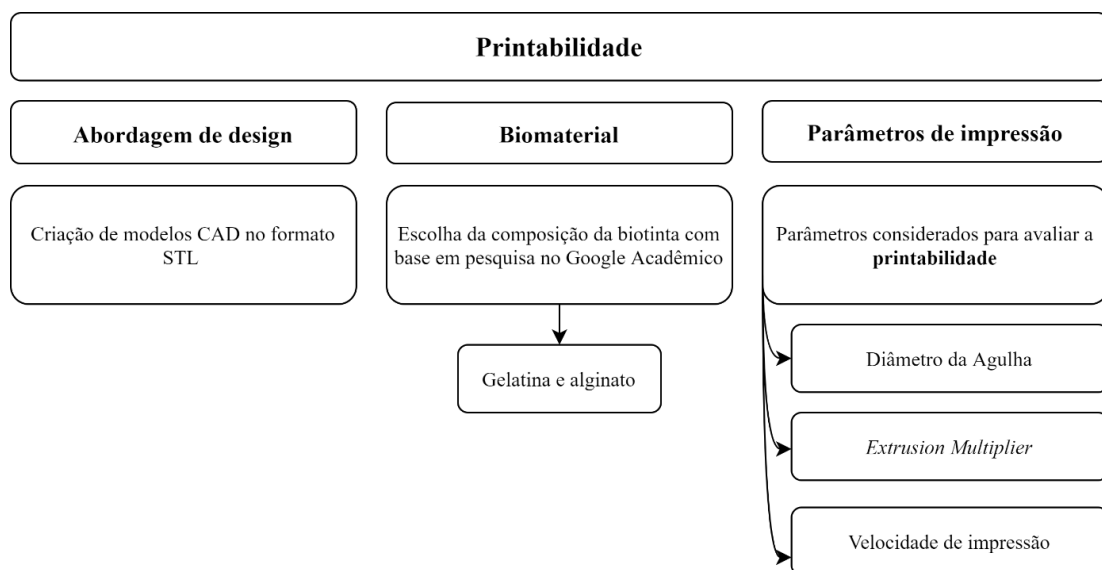 Printabilidade
Abordagem de design
Biomaterial
Parâmetros de impressão
Criação de modelos CAD no formato
STL
Escolha da composição da biotinta com
base em pesquisa no Google Acadêmico
Gelatina e alginato
Parâmetros considerados para avaliar a
printabilidade
Diâmetro da Agulha
Extrusion Multiplier
Velocidade de impressão